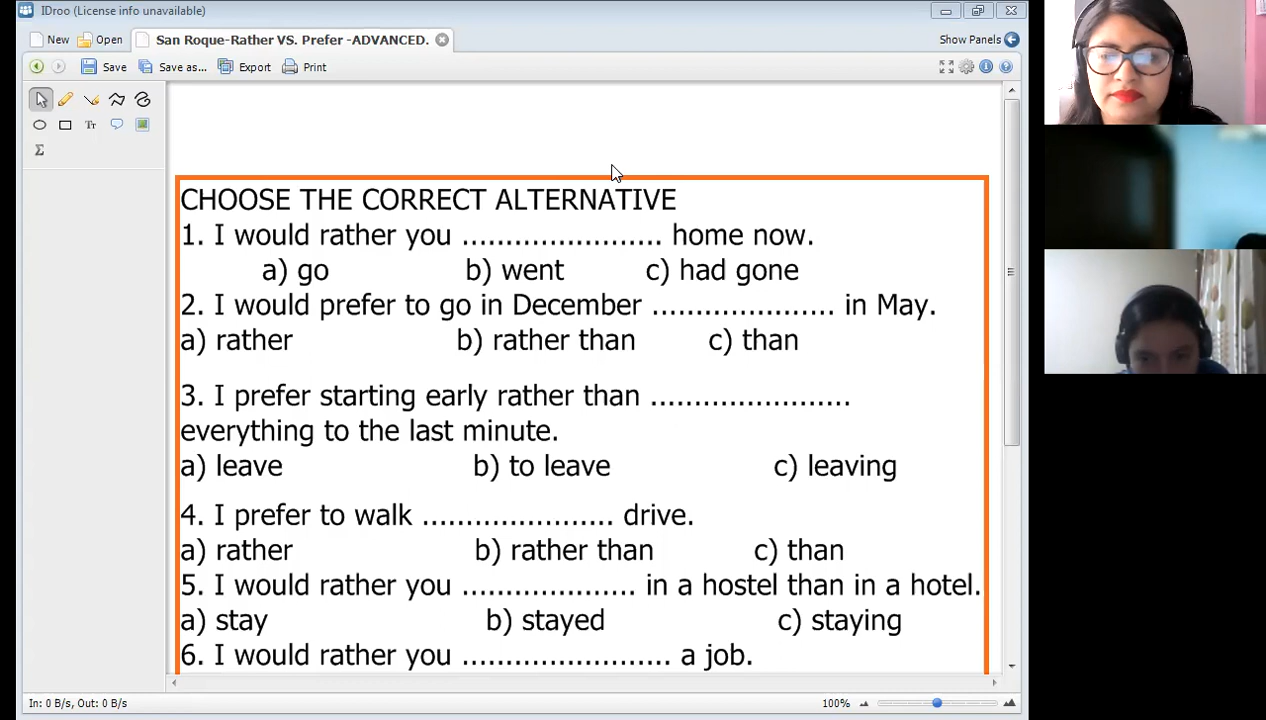 IDroo (License info unavailable)
New Open San Roque-Rather VS. Prefer -ADVANCED. Show Panels
Save Save as... Export Print
Tт
Σ
CHOOSE THE CORRECT ALTERNATIVE
1. I would rather you ....................... home now.
a) go b) went c) had gone
2. I would prefer to go in December ..................... in May.
a) rather b) rather than c) than
3. I prefer starting early rather than .......................
everything to the last minute.
a) leave b) to leave c) leaving
4. I prefer to walk ...................... drive.
a) rather b) rather than c) than
5. I would rather you .................... in a hostel than in a hotel.
a) stay b) stayed c) staying
6. I would rather you ........................ a job.
In: 0 B/s, Out: 0 B/s 100%